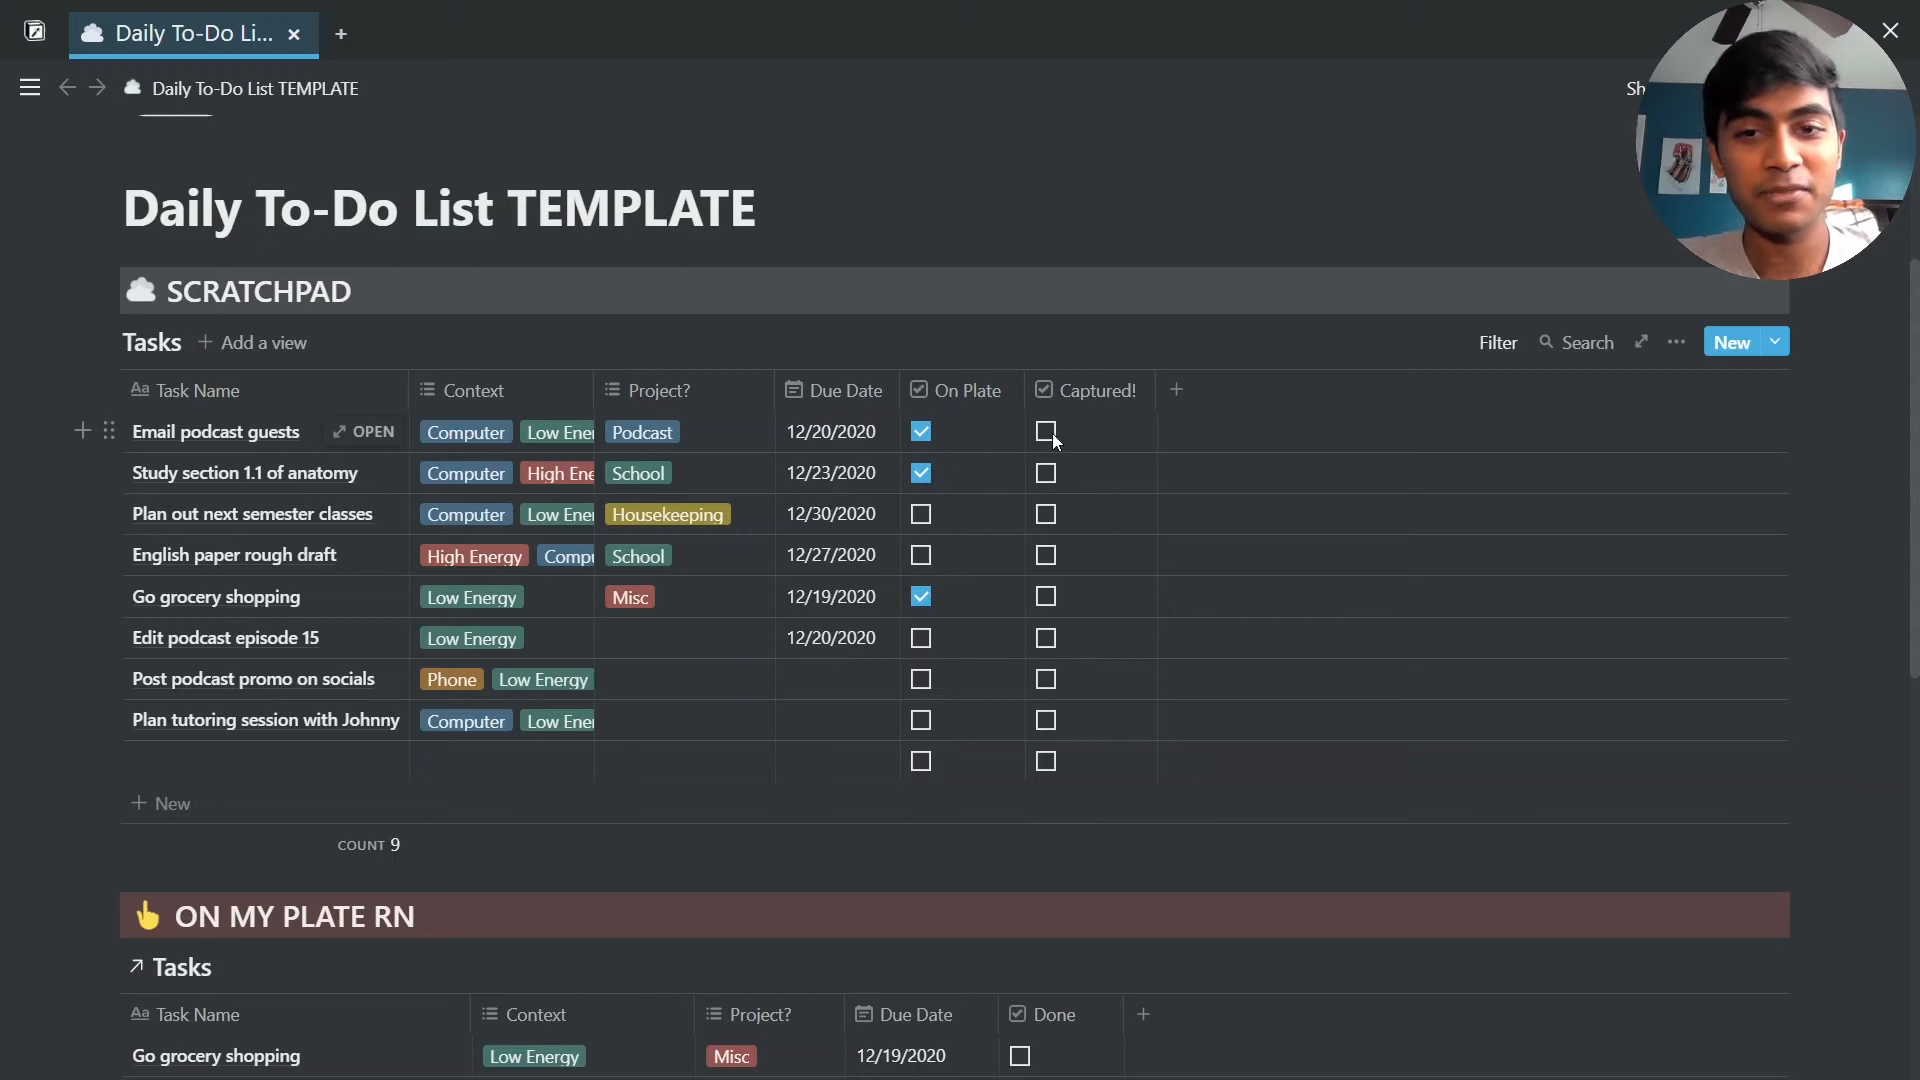 Daily To-Do Li...
Daily To-Do List TEMPLATE
Sh
Daily To-Do List TEMPLATE
SCRATCHPAD
Tasks + Add a view Filter Search ... New
Aa Task Name Context Project? Due Date On Plate Captured! +
Email podcast guests OPEN Computer Low Ener Podcast 12/20/2020
Study section 1.1 of anatomy Computer High Ene School 12/23/2020
Plan out next semester classes Computer Low Ener Housekeeping 12/30/2020
English paper rough draft High Energy Compu School 12/27/2020
Go grocery shopping Low Energy Misc 12/19/2020
Edit podcast episode 15 Low Energy 12/20/2020
Post podcast promo on socials Phone Low Energy
Plan tutoring session with Johnny Computer Low Ener
+ New
COUNT 9
ON MY PLATE RN
Tasks
Aa Task Name Context Project? Due Date Done +
Go grocery shopping Low Energy Misc 12/19/2020